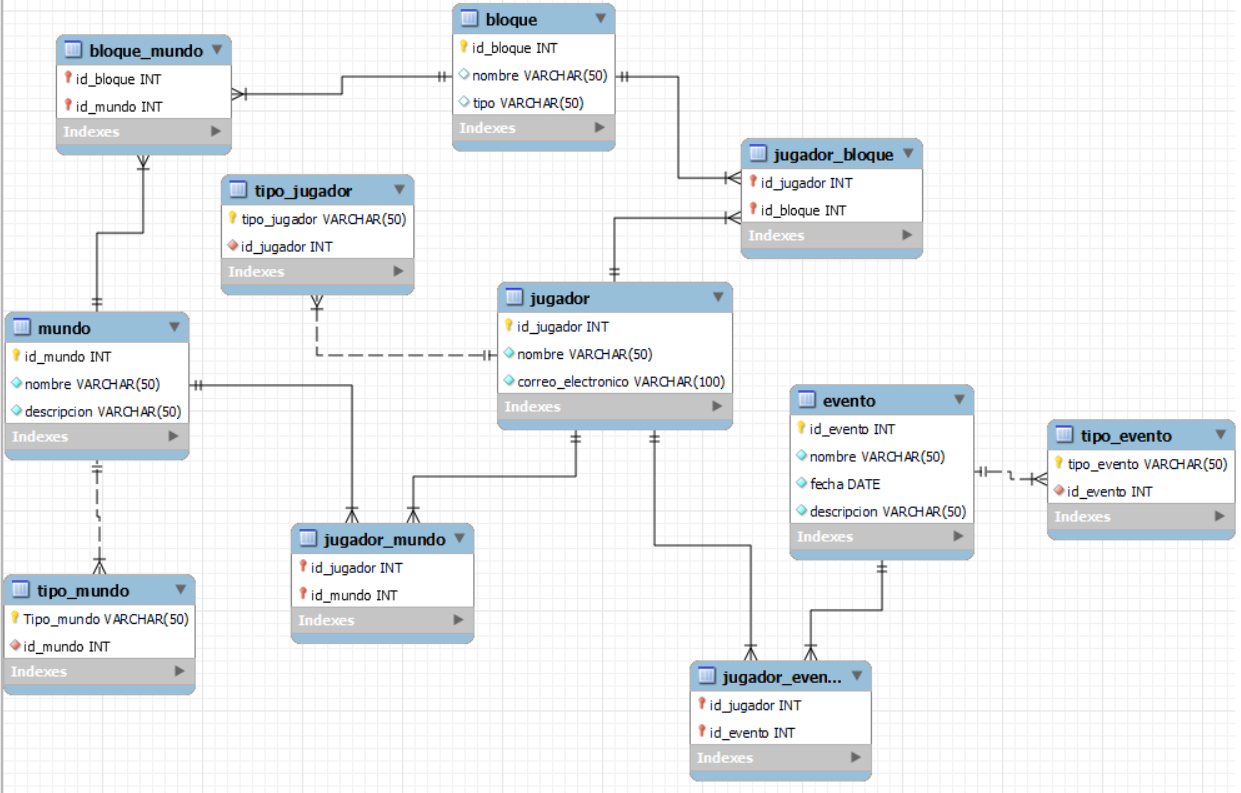 bloque
id_bloque INT
nombre VARCHAR(50)
tipo VARCHAR(50)
Indexes
bloque_mundo
id_bloque INT
id_mundo INT
Indexes
jugador_bloque
id_jugador INT
id_bloque INT
Indexes
tipo_jugador
tipo_jugador VARCHAR(50)
id_jugador INT
Indexes
jugador
id_jugador INT
nombre VARCHAR(50)
correo_electronico VARCHAR(100)
Indexes
mundo
id_mundo INT
nombre VARCHAR(50)
descripcion VARCHAR(50)
Indexes
evento
id_evento INT
nombre VARCHAR(50)
fecha DATE
descripcion VARCHAR(50)
Indexes
tipo_evento
tipo_evento VARCHAR(50)
id_evento INT
Indexes
jugador_mundo
id_jugador INT
id_mundo INT
Indexes
tipo_mundo
Tipo_mundo VARCHAR(50)
id_mundo INT
Indexes
jugador_even...
id_jugador INT
id_evento INT
Indexes